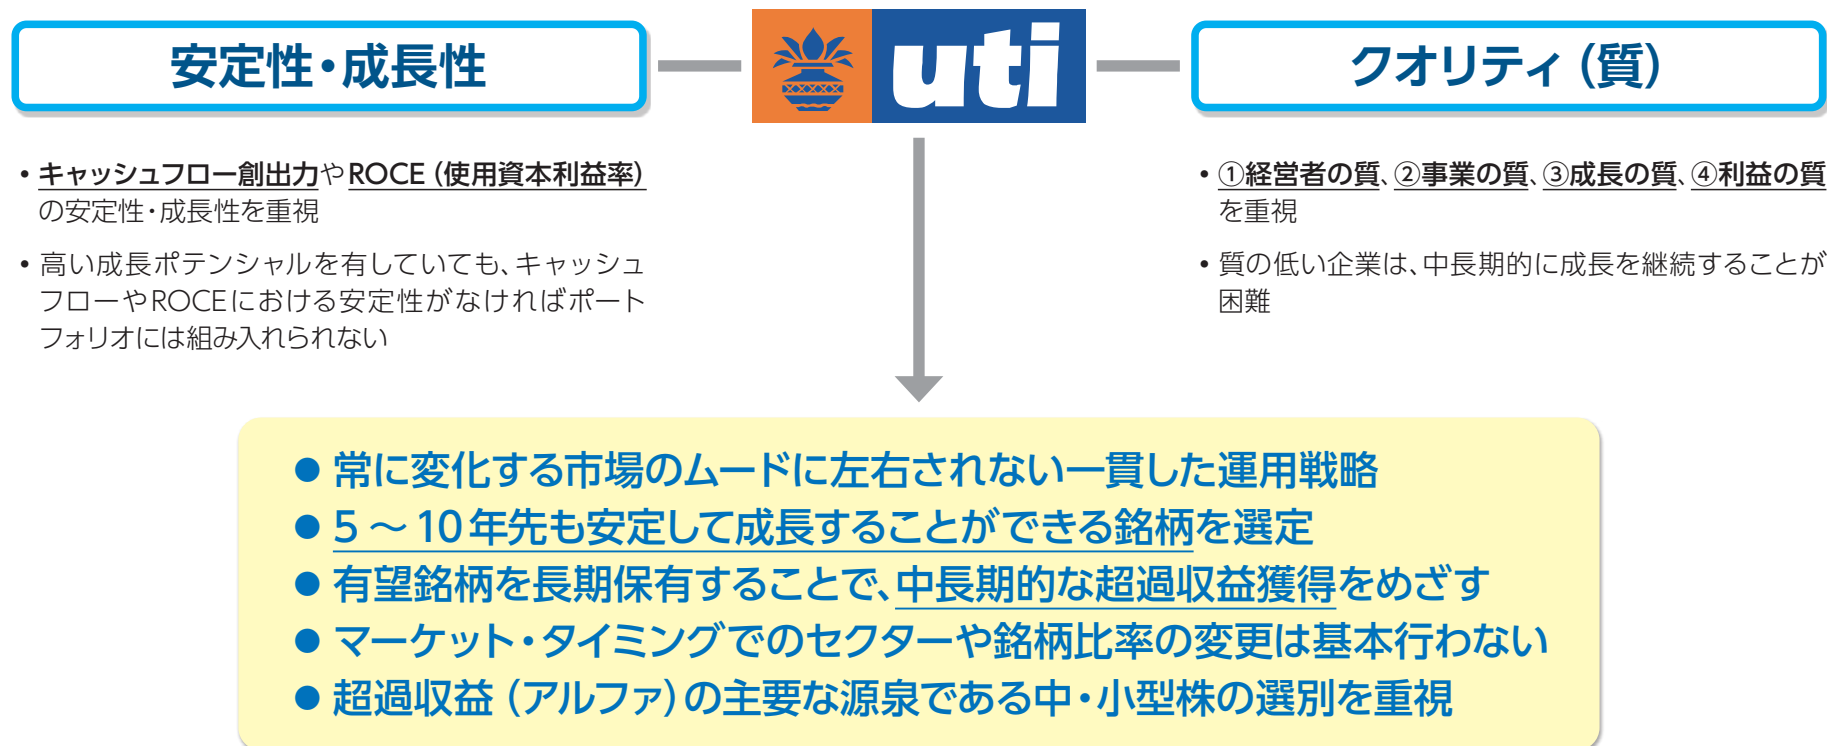 安定性・成長性
uti
クオリティ（質）
• キャッシュフロー創出力やROCE（使用資本利益率）
の安定性・成長性を重視
• 高い成長ポテンシャルを有していても、キャッシュ
フローやROCEにおける安定性がなければポート
フォリオには組み入れられない
• ①経営者の質、②事業の質、③成長の質、④利益の質
を重視
• 質の低い企業は、中長期的に成長を継続することが
困難
● 常に変化する市場のムードに左右されない一貫した運用戦略
● 5～10年先も安定して成長することができる銘柄を選定
● 有望銘柄を長期保有することで、中長期的な超過収益獲得をめざす
● マーケット・タイミングでのセクターや銘柄比率の変更は基本行わない
● 超過収益（アルファ）の主要な源泉である中・小型株の選別を重視